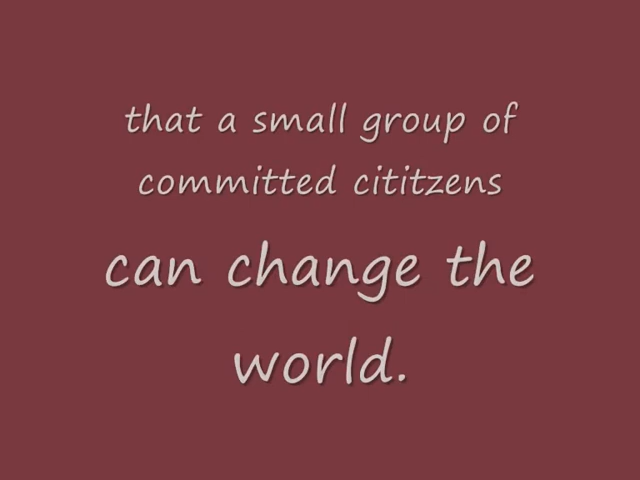 that a small group of
committed cititzens
can change the
world.